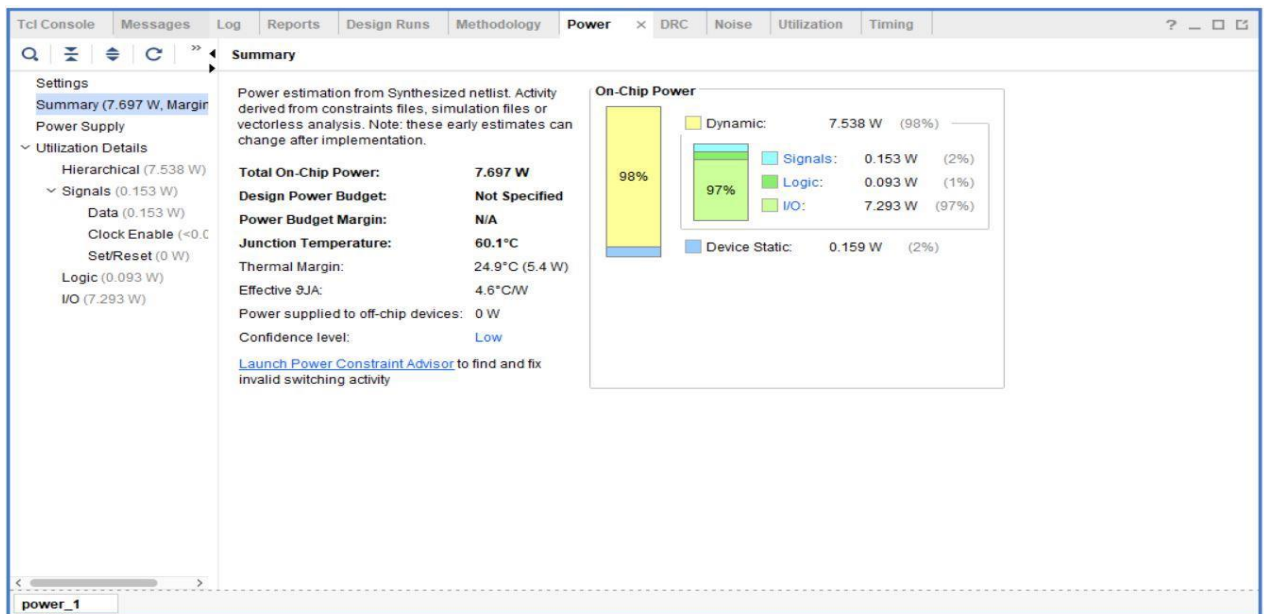 Tcl Console Messages Log Reports Design Runs Methodology Power × DRC Noise Utilization Timing ? _
»
Summary
Settings
Summary (7.697 W, Margin
Power Supply
Utilization Details
Hierarchical (7.538 W)
Signals (0.153 W)
Data (0.153 W)
Clock Enable (<0.0
Set/Reset (0 W)
Logic (0.093 W)
I/O (7.293 W)
Power estimation from Synthesized netlist. Activity
derived from constraints files, simulation files or
vectorless analysis. Note: these early estimates can
change after implementation.
Total On-Chip Power: 7.697 W
Design Power Budget: Not Specified
Power Budget Margin: N/A
Junction Temperature: 60.1°C
Thermal Margin: 24.9°C (5.4 W)
Effective ϑJA: 4.6°C/W
Power supplied to off-chip devices: 0 W
Confidence level: Low
Launch Power Constraint Advisor to find and fix
invalid switching activity
On-Chip Power
98%
97%
Dynamic: 7.538 W (98%)
Signals: 0.153 W (2%)
Logic: 0.093 W (1%)
I/O: 7.293 W (97%)
Device Static: 0.159 W (2%)
power_1